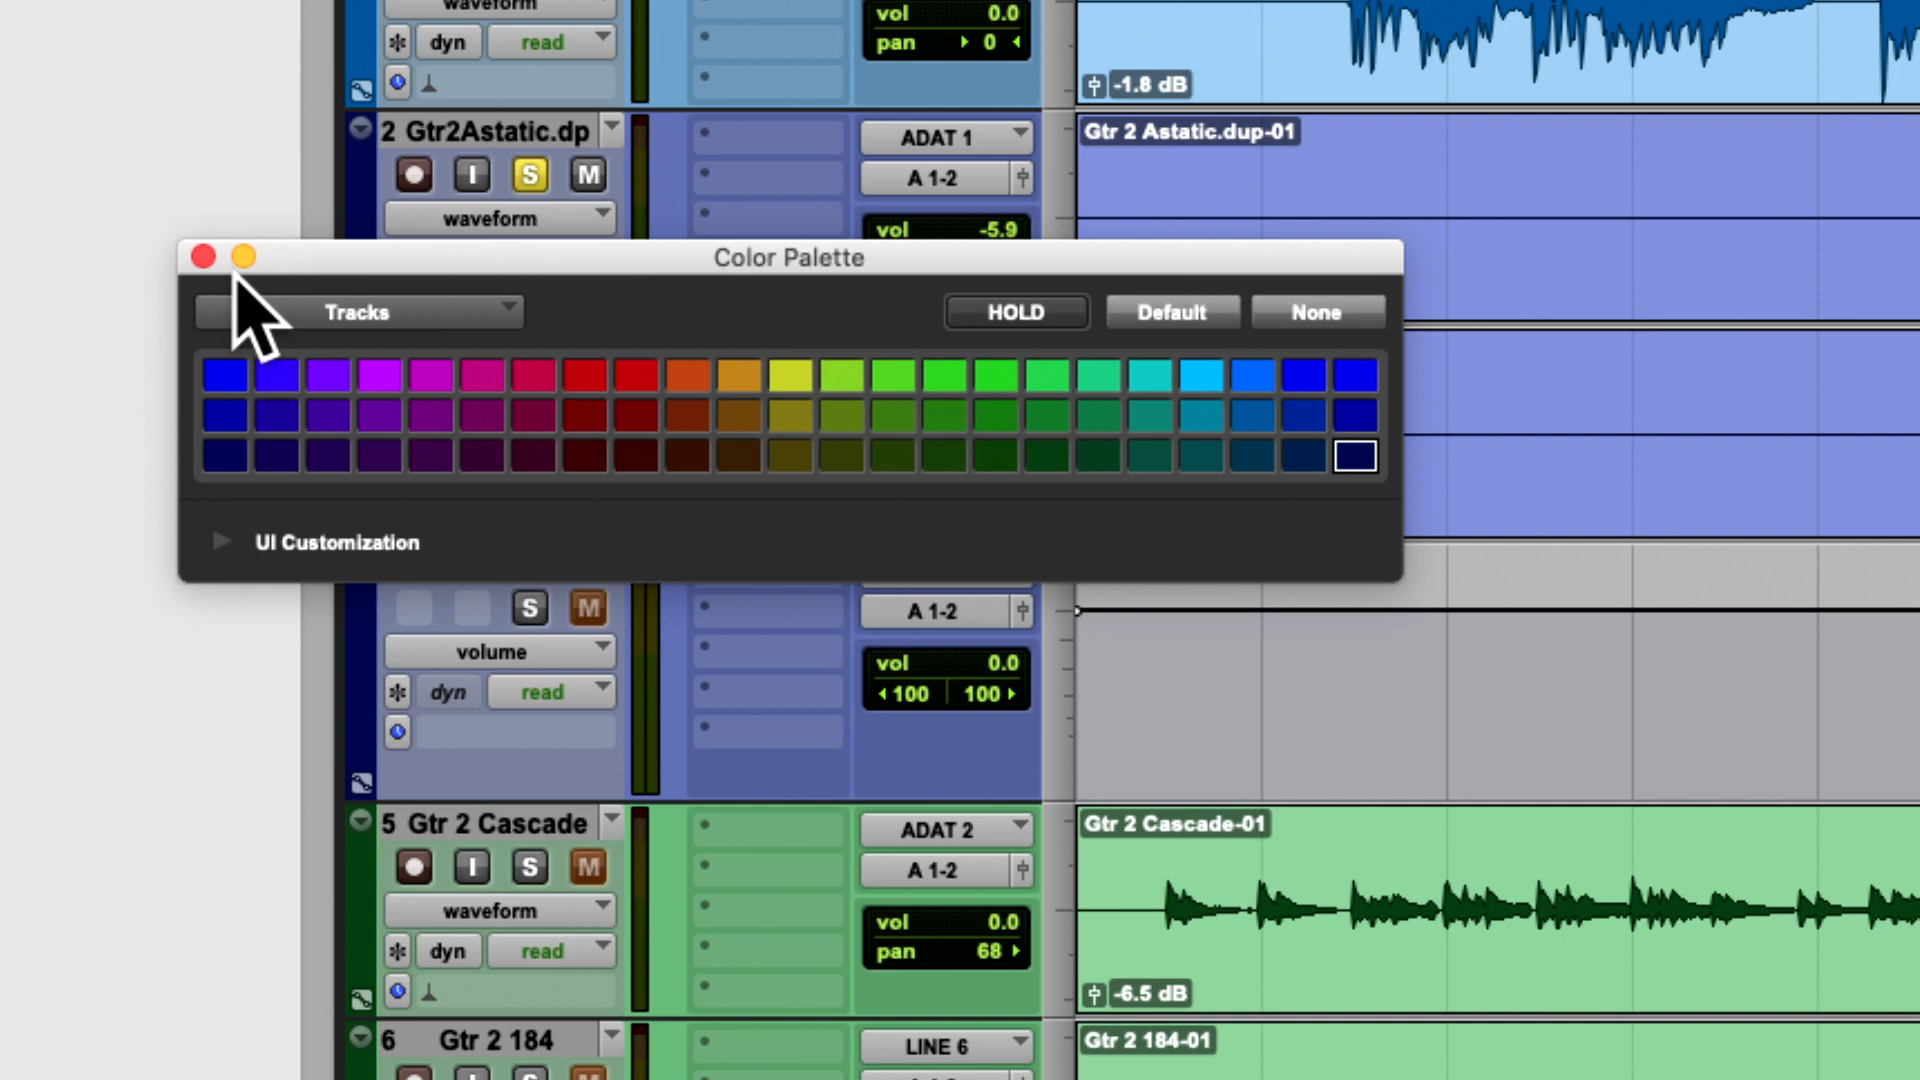 waveform
dyn
read
vol 0.0
pan 0
-1.8 dB
2 Gtr2Astatic.dp
I S M
waveform
ADAT 1
A 1-2
vol -5.9
Gtr 2 Astatic.dup-01
Color Palette
Tracks
HOLD
Default
None
UI Customization
S M
volume
dyn
read
A 1-2
vol 0.0
100 100
5 Gtr 2 Cascade
I S M
waveform
dyn
read
ADAT 2
A 1-2
vol 0.0
pan 68
Gtr 2 Cascade-01
-6.5 dB
6 Gtr 2 184
LINE 6
Gtr 2 184-01